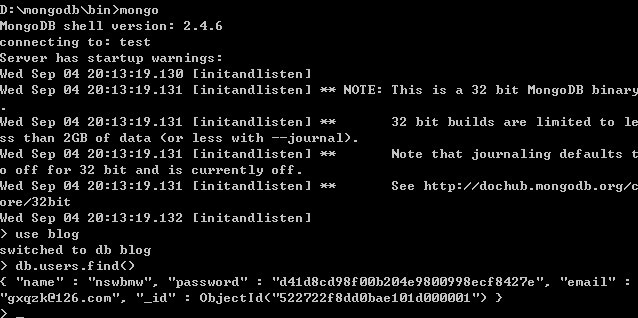 D:\mongodb\bin>mongo
MongoDB shell version: 2.4.6
connecting to: test
Server has startup warnings:
Wed Sep 04 20:13:19.130 [initandlisten]
Wed Sep 04 20:13:19.131 [initandlisten] ** NOTE: This is a 32 bit MongoDB binary
.
Wed Sep 04 20:13:19.131 [initandlisten] **       32 bit builds are limited to le
ss than 2GB of data (or less with --journal).
Wed Sep 04 20:13:19.131 [initandlisten] **       Note that journaling defaults t
o off for 32 bit and is currently off.
Wed Sep 04 20:13:19.131 [initandlisten] **       See http://dochub.mongodb.org/c
ore/32bit
Wed Sep 04 20:13:19.132 [initandlisten]
> use blog
switched to db blog
> db.users.find()
{ "name" : "nswbmw", "password" : "d41d8cd98f00b204e9800998ecf8427e", "email" :
"gxqzk@126.com", "_id" : ObjectId("522722f8dd0bae101d000001") }
> _